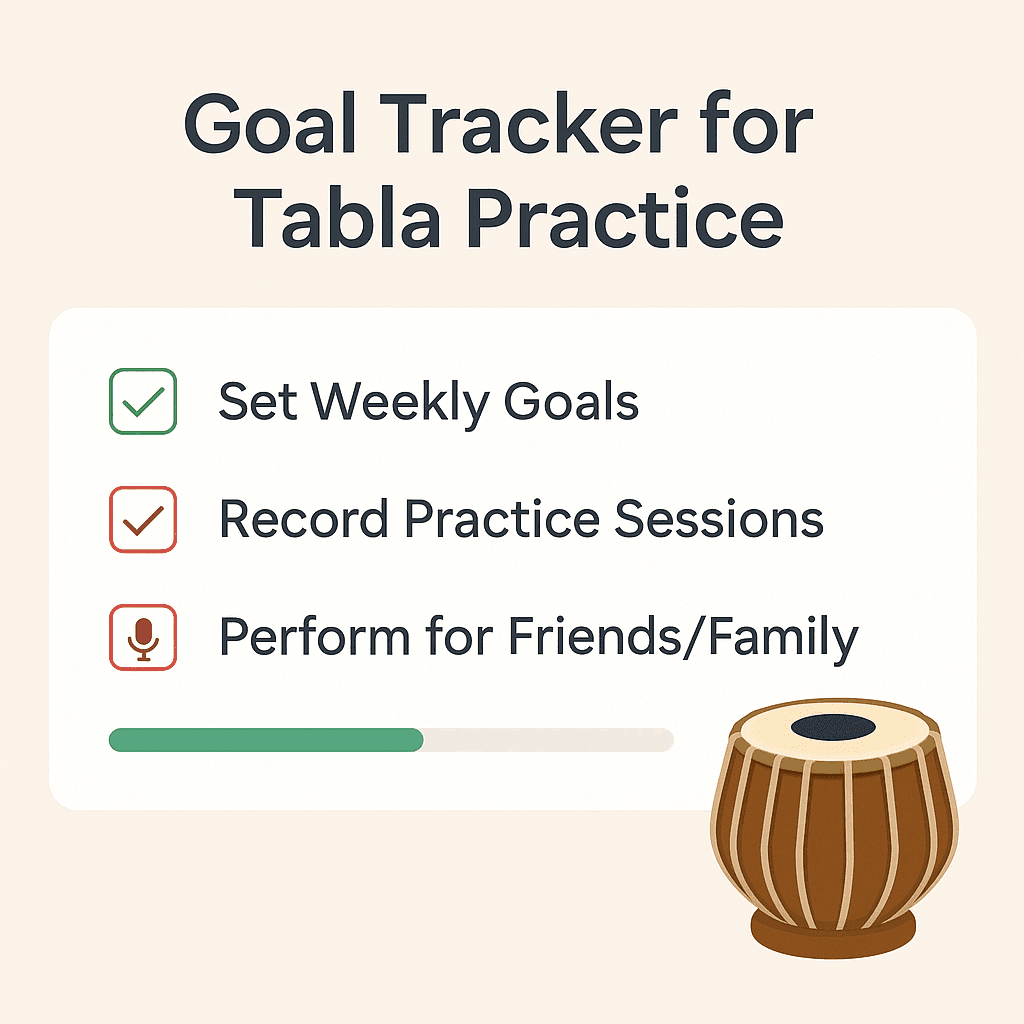 Goal Tracker for
Tabla Practice
Set Weekly Goals
Record Practice Sessions
Perform for Friends/Family